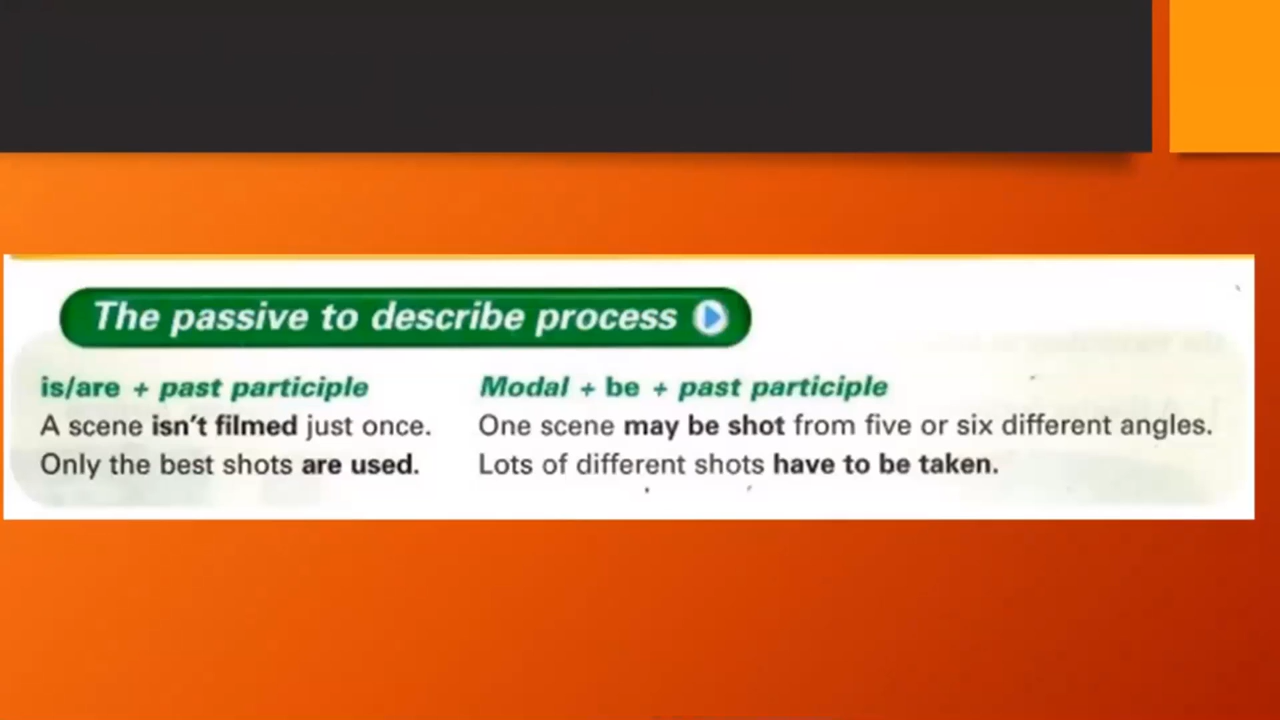 The passive to describe process
is/are + past participle
A scene isn't filmed just once.
Only the best shots are used.
Modal + be + past participle
One scene may be shot from five or six different angles.
Lots of different shots have to be taken.